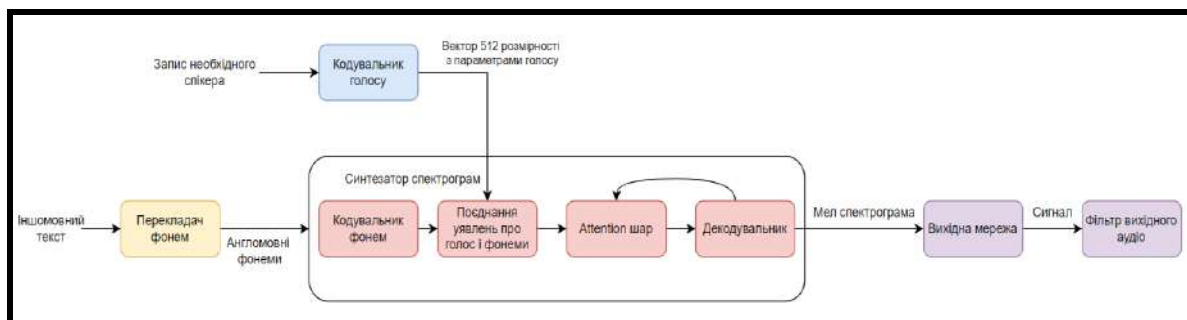 Запис необхідного
спікера
Кодувальник
голосу
Вектор 512 розмірності
з параметрами голосу
Синтезатор спектрограм
Іншомовний
текст
Перекладач
фонем
Англомовні
фонеми
Кодувальник
фонем
Поєднання
уявлень про
голос і фонеми
Attention шар
Декодувальник
Мел спектрограма
Вихідна мережа
Сигнал
Фільтр вихідного
аудіо